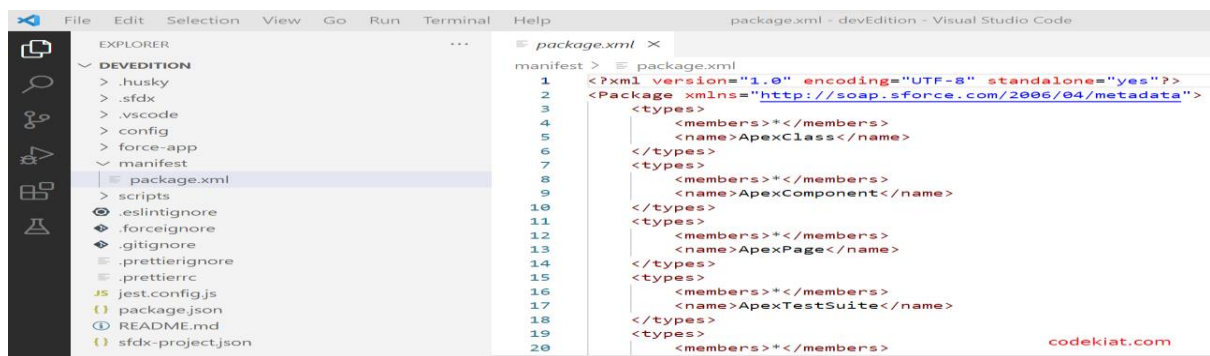 File Edit Selection View Go Run Terminal Help package.xml - devEdition - Visual Studio Code
EXPLORER ...
DEVEDITION
> .husky
> .sfdx
> .vscode
> config
> force-app
manifest
package.xml
> scripts
.eslintignore
.forceignore
.gitignore
.prettierignore
.prettierrc
JS jest.config.js
{} package.json
README.md
{} sfdx-project.json
package.xml ×
manifest > package.xml
1 <?xml version="1.0" encoding="UTF-8" standalone="yes"?>
2 <Package xmlns="http://soap.sforce.com/2006/04/metadata">
3 <types>
4 <members>*</members>
5 <name>ApexClass</name>
6 </types>
7 <types>
8 <members>*</members>
9 <name>ApexComponent</name>
10 </types>
11 <types>
12 <members>*</members>
13 <name>ApexPage</name>
14 </types>
15 <types>
16 <members>*</members>
17 <name>ApexTestSuite</name>
18 </types>
19 <types>
20 <members>*</members>
codekiat.com